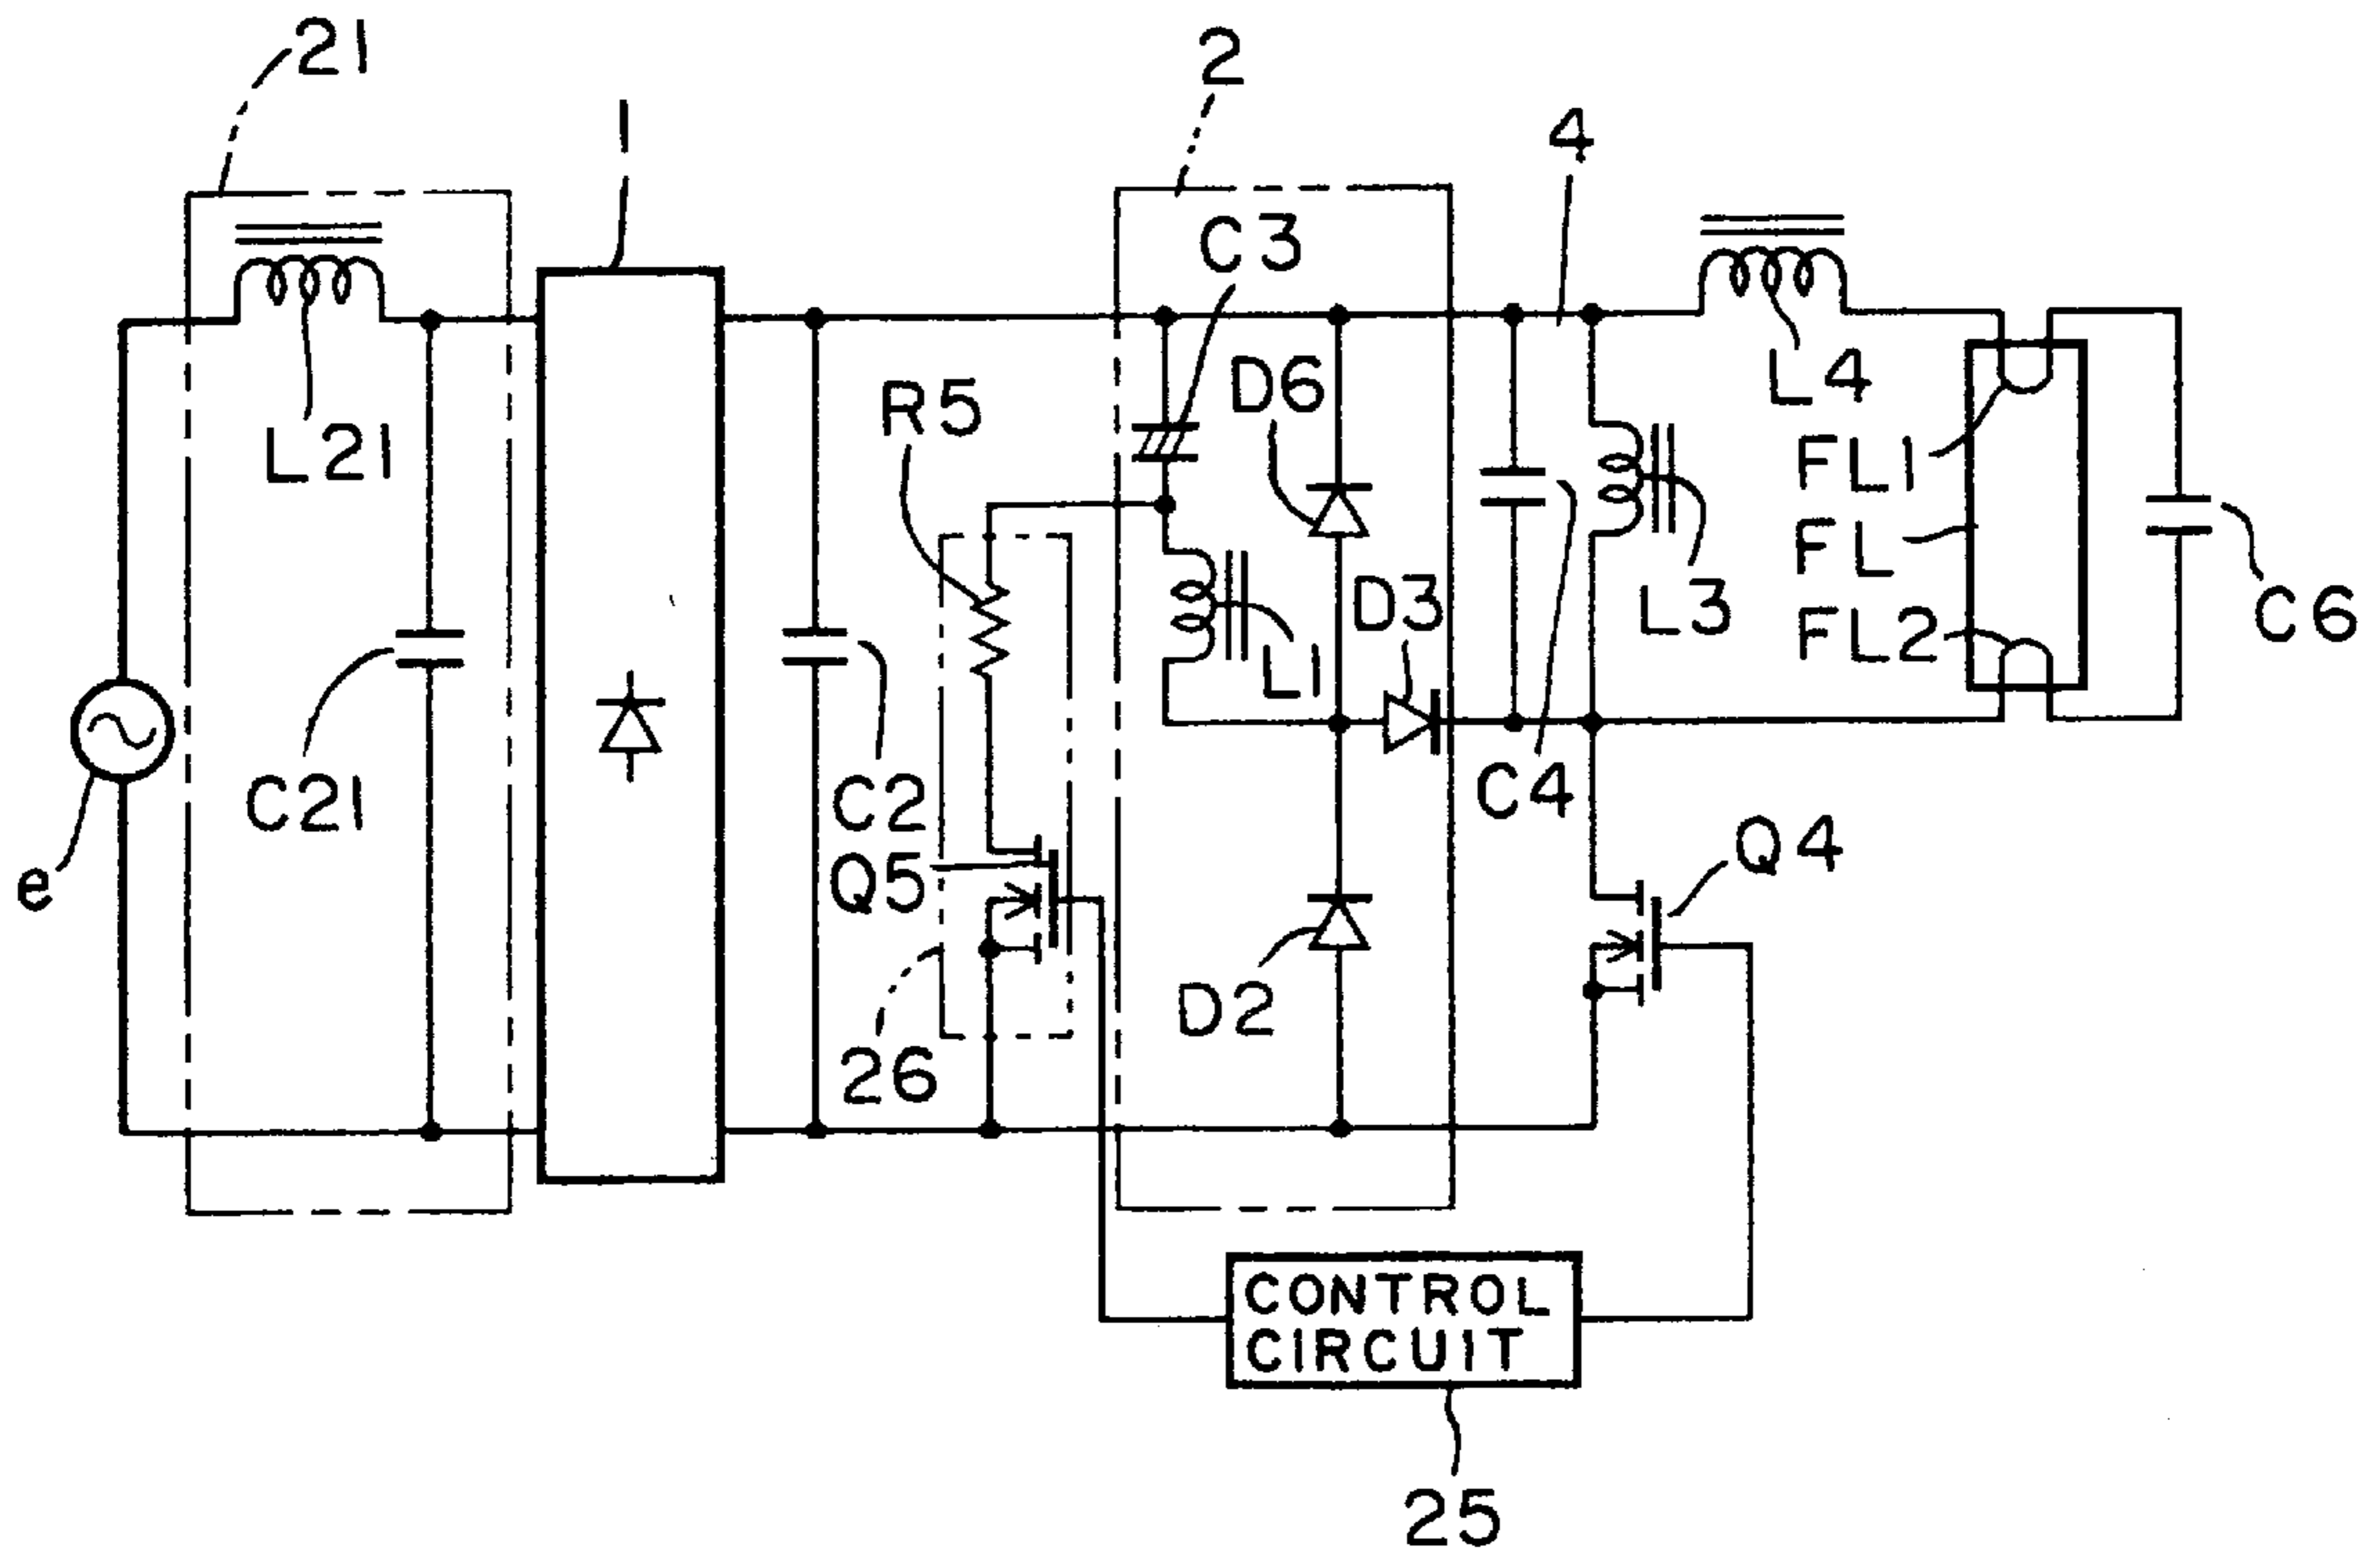 21
1
2
4
C3
L21
R5
D6
L4
FL1
FL
FL2
C6
D3
L3
L1
C21
C2
C4
Q5
Q4
e
D2
26
CONTROL
CIRCUIT
25